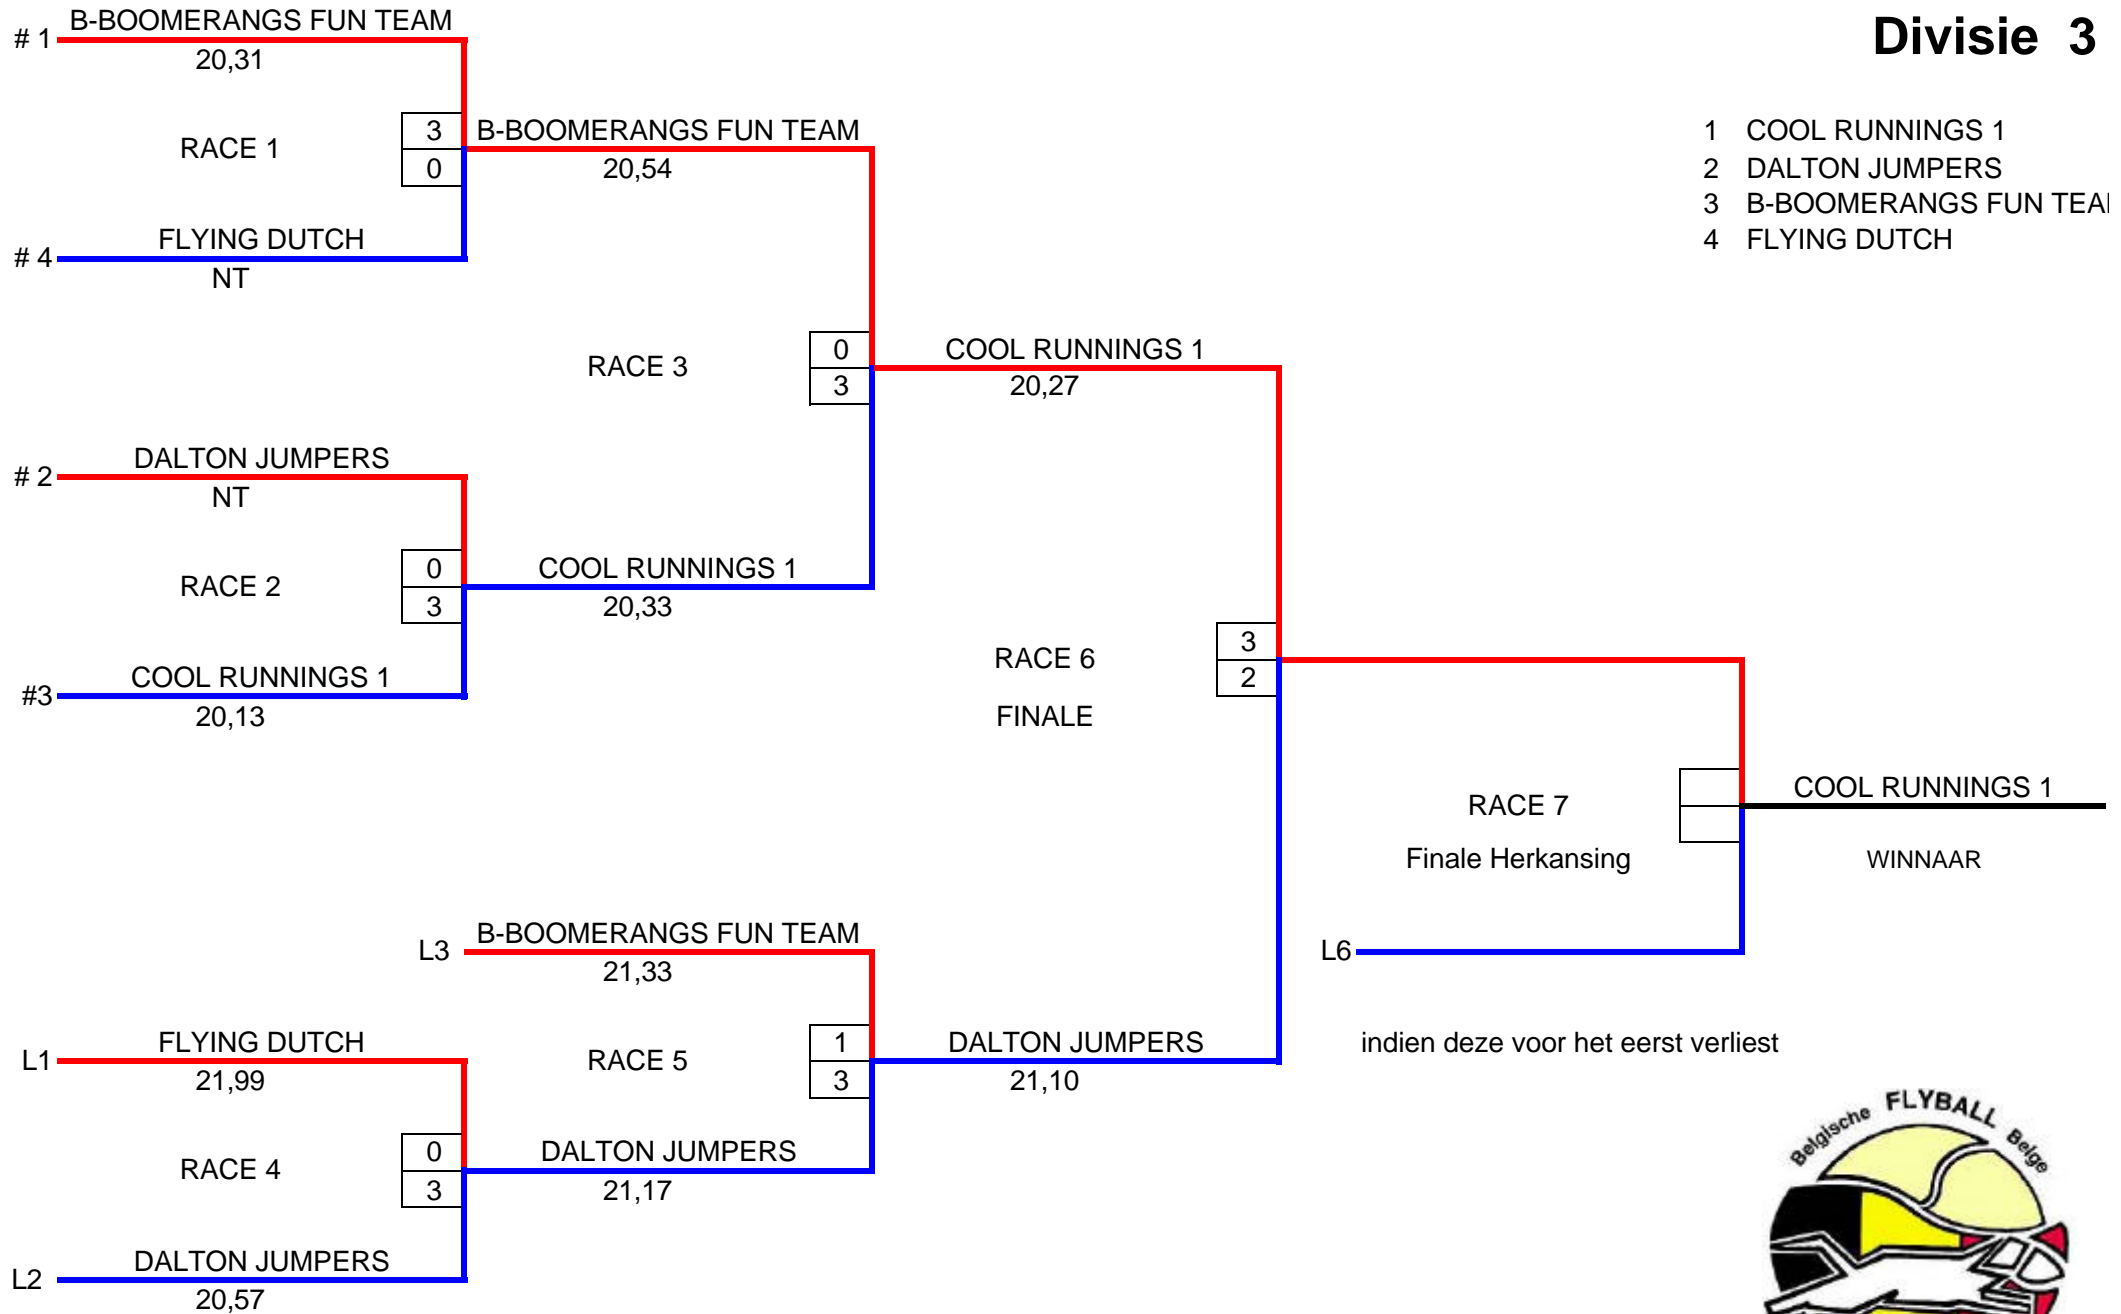 Divisie 3
1 COOL RUNNINGS 1
2 DALTON JUMPERS
3 B-BOOMERANGS FUN TEA
4 FLYING DUTCH
# 1 B-BOOMERANGS FUN TEAM
20,31
RACE 1
3
0
# 4 FLYING DUTCH
NT
B-BOOMERANGS FUN TEAM
20,54
# 2 DALTON JUMPERS
NT
RACE 2
0
3
#3 COOL RUNNINGS 1
20,13
COOL RUNNINGS 1
20,33
RACE 3
0
3
COOL RUNNINGS 1
20,27
RACE 6
FINALE
3
2
RACE 7
Finale Herkansing
COOL RUNNINGS 1
WINNAAR
L6
indien deze voor het eerst verliest
L3 B-BOOMERANGS FUN TEAM
21,33
RACE 5
1
3
DALTON JUMPERS
21,10
L1 FLYING DUTCH
21,99
RACE 4
0
3
DALTON JUMPERS
21,17
L2 DALTON JUMPERS
20,57
Belgische FLYBALL Belge